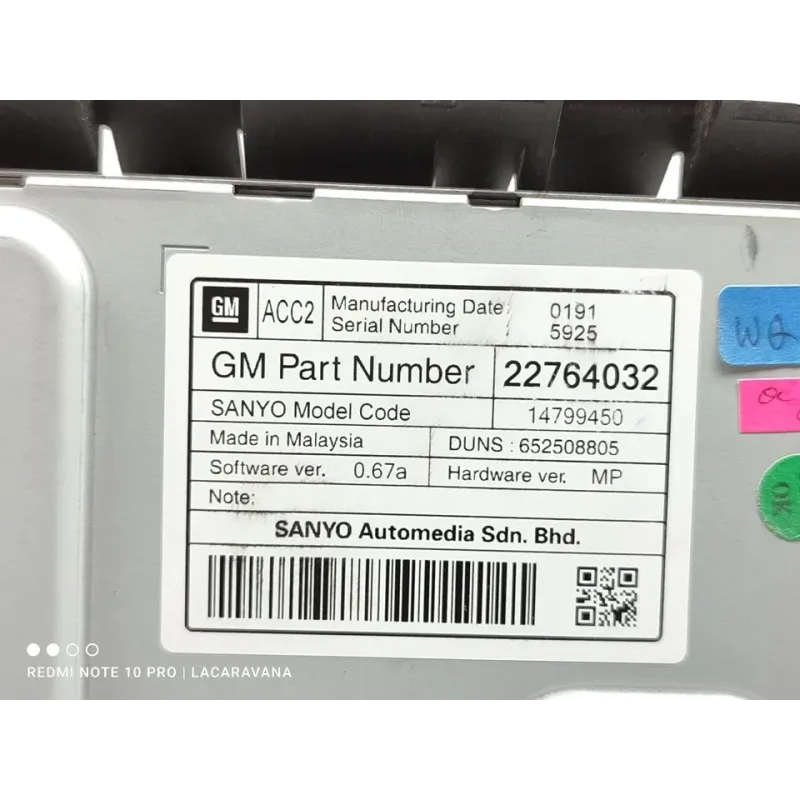 GM
ACC2
Manufacturing Date: 0191
Serial Number : 5925
GM Part Number 22764032
SANYO Model Code 14799450
Made in Malaysia DUNS : 652508805
Software ver. 0.67a Hardware ver. MP
Note:
SANYO Automedia Sdn. Bhd.
WQ
OK
REDMI NOTE 10 PRO | LACARAVANA